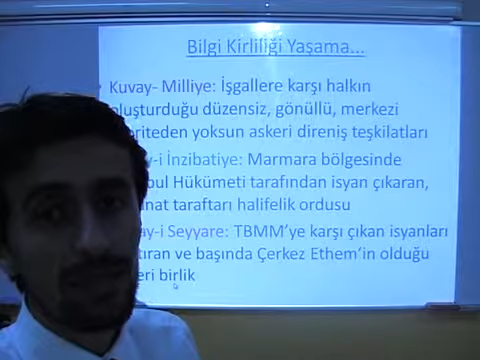 Bilgi Kirliliği Yaşama...
Kuvay- Milliye: İşgallere karşı halkın
oluşturduğu düzensiz, gönüllü, merkezi
askeri direniş teşkilatları
yoksun
İnzibatiye: Marmara bölgesinde
Hükümeti tarafından isyan çıkaran,
taraftarı halifelik ordusu
Seyyare: TBMM'ye karşı çıkan isyanları
ve başında Çerkez Ethem'in olduğu
birlik